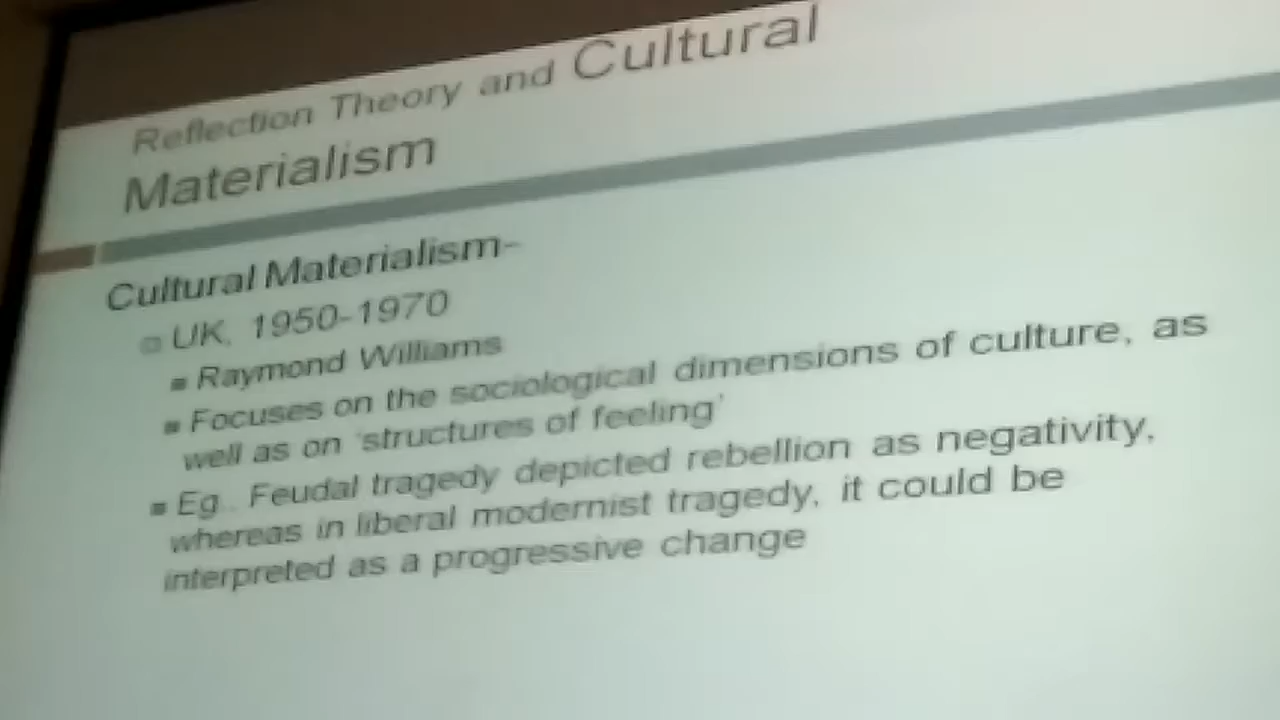 Reflection Theory and Cultural
Materialism
Cultural Materialism-
UK, 1950-1970
Raymond Williams
Focuses on the sociological dimensions of culture, as
well as on 'structures of feeling'
Eg.. Feudal tragedy depicted rebellion as negativity,
whereas in liberal modernist tragedy, it could be
interpreted as a progressive change